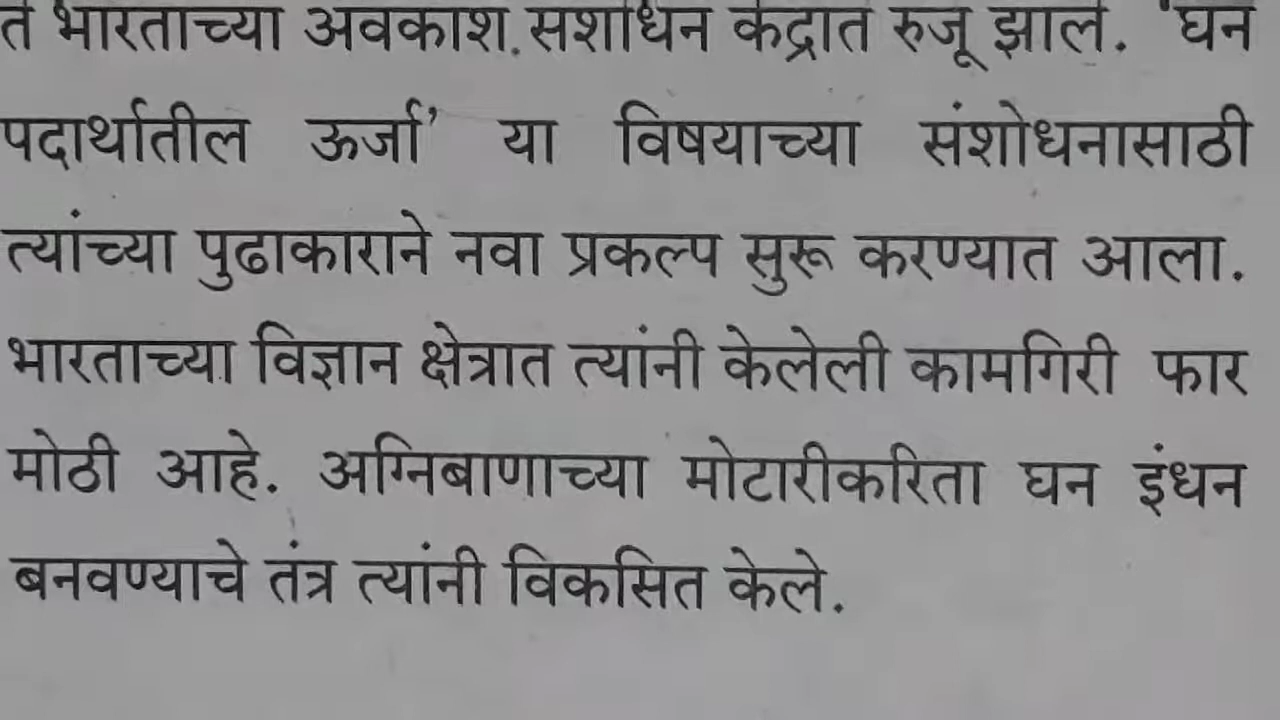 ते भारताच्या अवकाश संशोधन केंद्रात रुजू झाले. 'घन
पदार्थातील ऊर्जा' या विषयाच्या संशोधनासाठी
त्यांच्या पुढाकाराने नवा प्रकल्प सुरू करण्यात आला.
भारताच्या विज्ञान क्षेत्रात त्यांनी केलेली कामगिरी फार
मोठी आहे. अग्निबाणाच्या मोटारीकरिता घन इंधन
बनवण्याचे तंत्र त्यांनी विकसित केले.